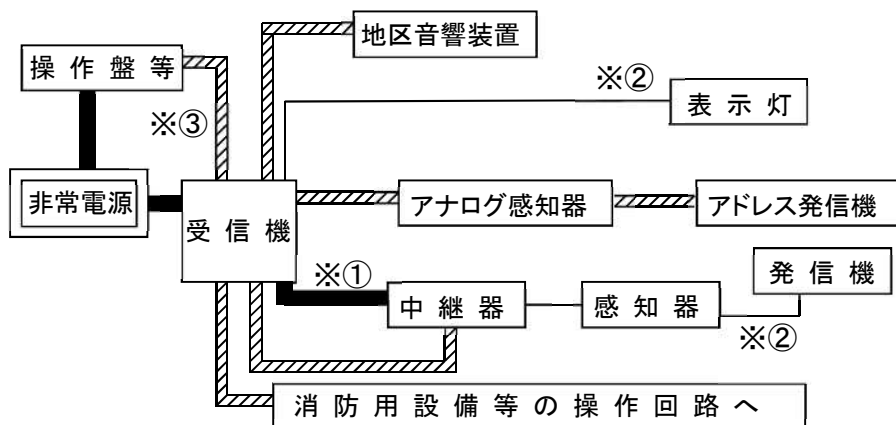 地区音響装置
操作盤等
※②
表示灯
※③
非常電源
受信機
アナログ感知器
アドレス発信機
※①
発信機
中継器
感知器
※②
消防用設備等の操作回路へ